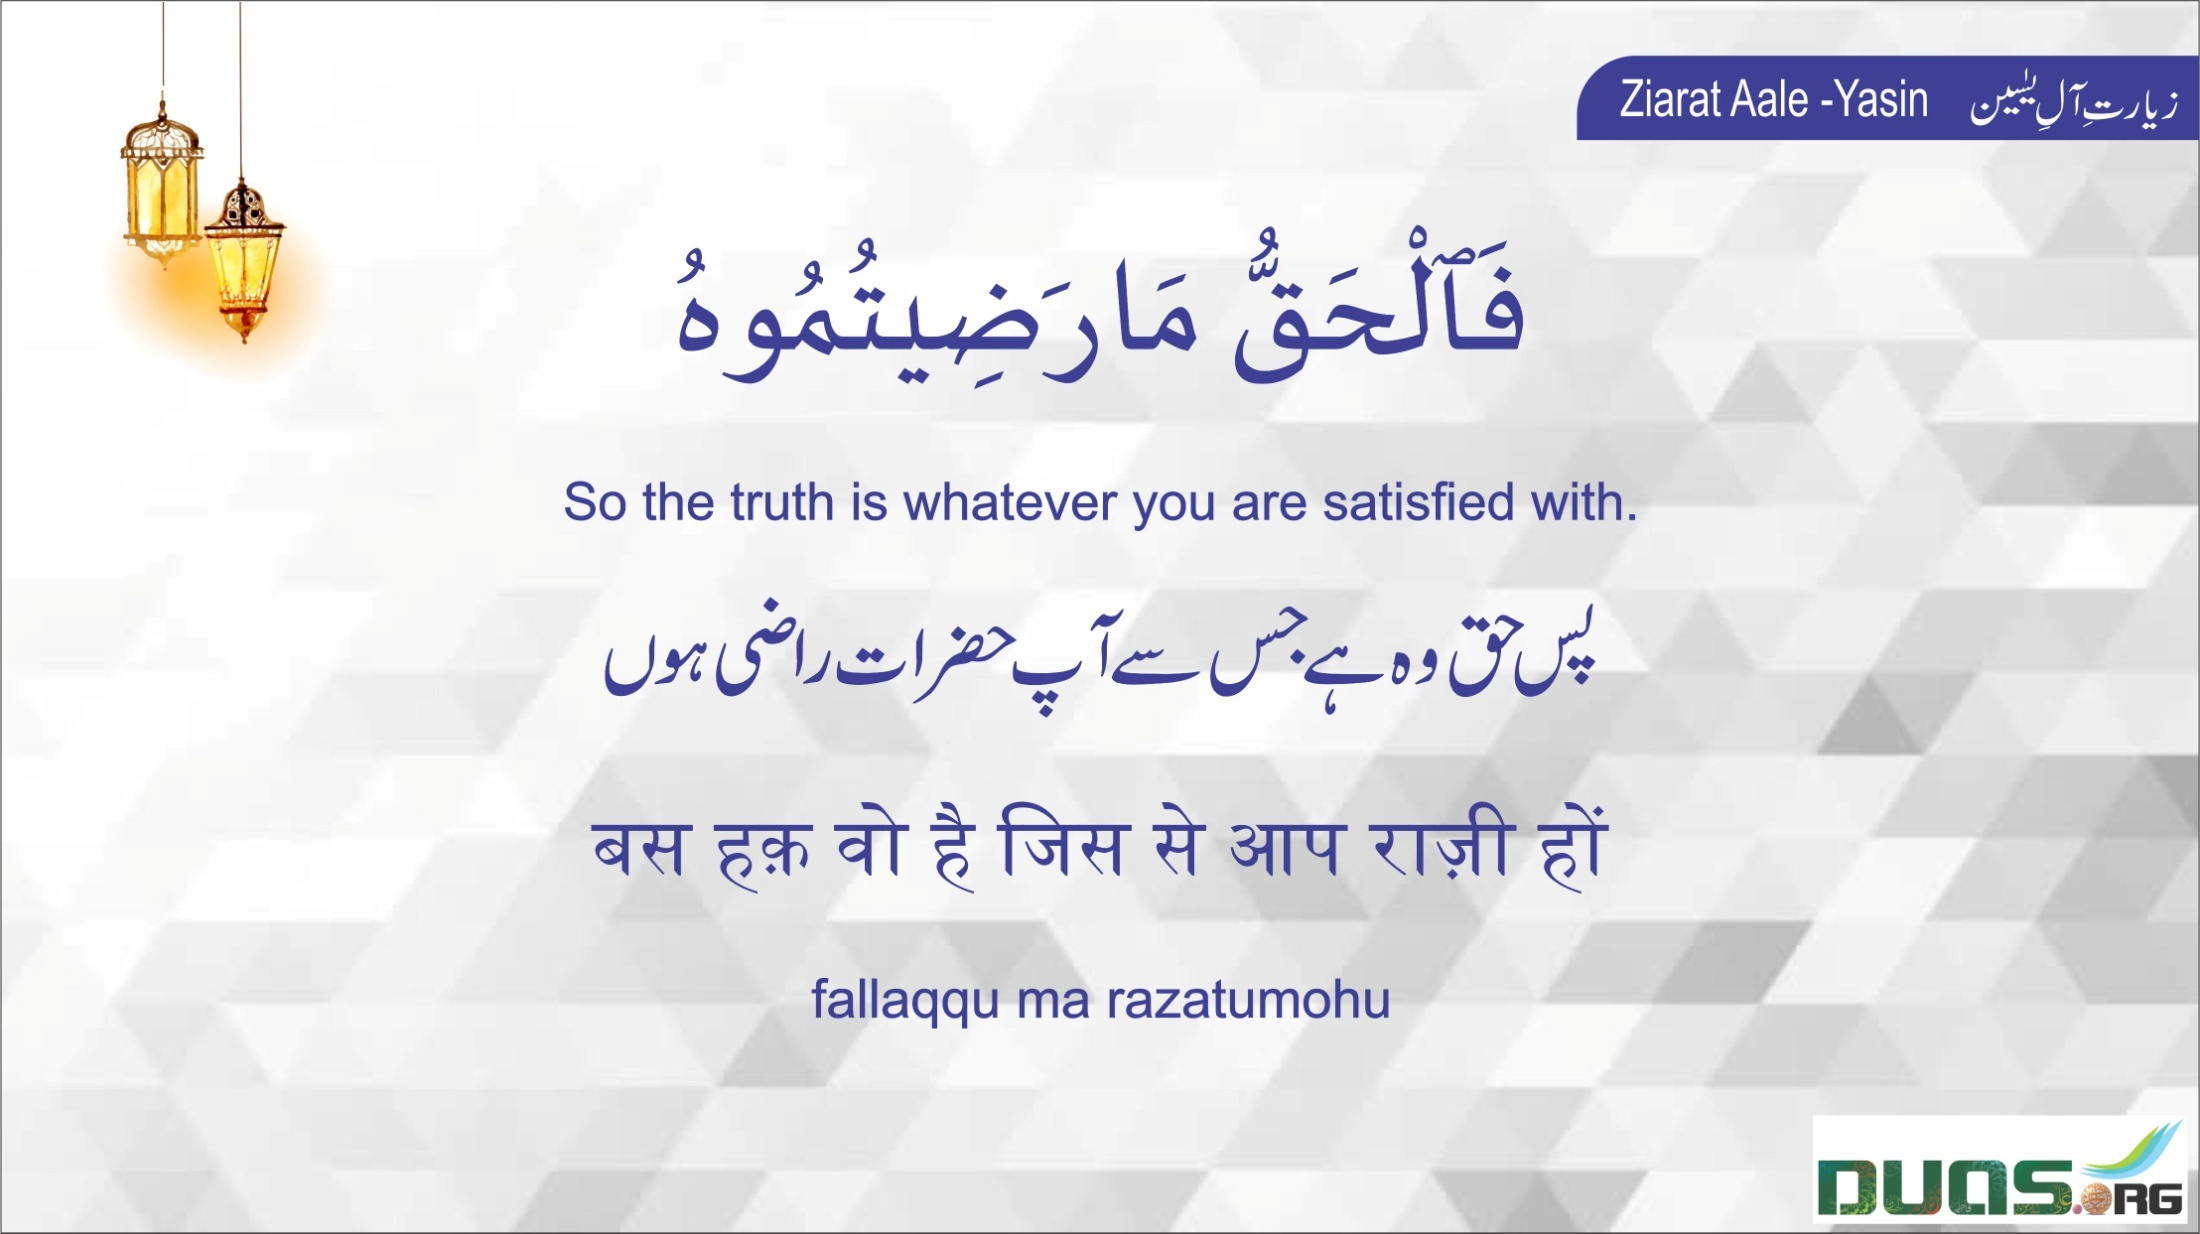 Ziarat Aale -Yasin زیارتِ آلِ یٰسین
فَٱلْحَقُّ مَا رَضِيتُمُوهُ
So the truth is whatever you are satisfied with.
پس حق وہ ہے جس سے آپ حضرات راضی ہوں
बस हक़ वो है जिस से आप राज़ी हों
fallaqqu ma razatumohu
DUAS.ORG